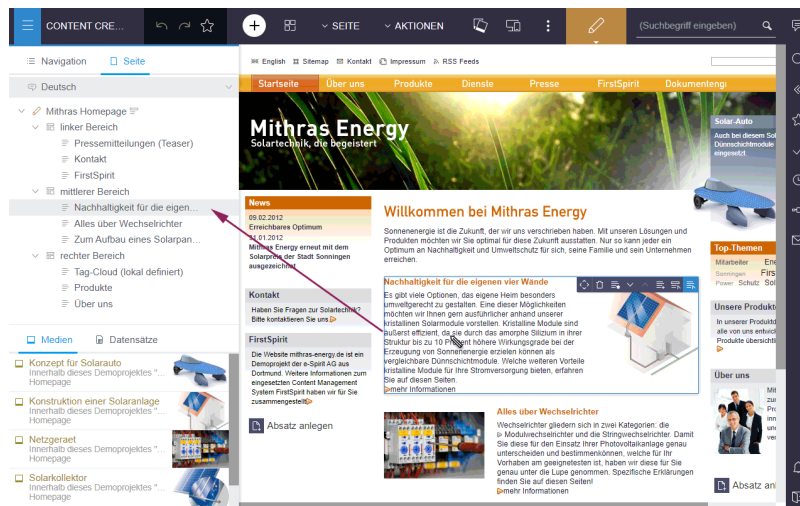 CONTENT CRE...
SEITE
AKTIONEN
(Suchbegriff eingeben)
Navigation
Seite
Deutsch
Mithras Homepage
linker Bereich
Pressemitteilungen (Teaser)
Kontakt
FirstSpirit
mittlerer Bereich
Nachhaltigkeit für die eigen...
Alles über Wechselrichter
Zum Aufbau eines Solarpan...
rechter Bereich
Tag-Cloud (lokal definiert)
Produkte
Über uns
Medien
Datensätze
Konzept für Solarauto
Innerhalb dieses Demoprojektes "...
Homepage
Konstruktion einer Solaranlage
Innerhalb dieses Demoprojektes "...
Homepage
Netzgeraet
Innerhalb dieses Demoprojektes "...
Homepage
Solarkollektor
Innerhalb dieses Demoprojektes "...
Homepage
English Sitemap Kontakt Impressum RSS Feeds
Startseite Über uns Produkte Dienste Presse FirstSpirit Dokumentengi
Mithras Energy
Solartechnik, die begeistert
News
09.02.2012
Erreichbares Optimum
31.01.2012
Mithras Energy erneut mit dem
Solarpreis der Stadt Sonningen
ausgezeichnet
Kontakt
Haben Sie Fragen zur Solartechnik?
Bitte kontaktieren Sie uns
FirstSpirit
Die Website mithras-energy.de ist ein
Demoprojekt der e-Spirit AG aus
Dortmund. Weitere Informationen zum
eingesetzten Content Management
System FirstSpirit haben wir für Sie
zusammengestellt
Absatz anlegen
Willkommen bei Mithras Energy
Sonnenenergie ist die Zukunft, der wir uns verschrieben haben. Mit unseren Lösungen und
Produkten möchten wir Sie optimal für diese Zukunft ausstatten. Nur so kann jeder ein
Optimum an Nachhaltigkeit und Umweltschutz für sich, seine Familie und sein Unternehmen
erreichen.
Nachhaltigkeit für die eigenen vier Wände
Es gibt viele Optionen, das eigene Heim besonders
umweltgerecht zu gestalten. Eine dieser Möglichkeiten
möchten wir Ihnen gern ausführlicher anhand unserer
kristallinen Solarmodule vorstellen. Kristalline Module sind
äußerst effizient, da sie durch das amorphe Silizium in ihrer
Struktur bis zu 10 Prozent höhere Wirkungsgrade bei der
Erzeugung von Sonnenenergie erzielen können als
vergleichbare Dünnschichtmodule. Welche weiteren Vorteile
kristalline Module für Ihre Stromversorgung bieten, erfahren
Sie auf diesen Seiten.
mehr Informationen
Alles über Wechselrichter
Wechselrichter gliedern sich in zwei Kategorien: die
Modulwechselrichter und die Stringwechselrichter. Damit
Sie diese für den Einsatz Ihrer Photovoltaikanlage genau
unterscheiden und bestimmenkönnen, welche für Ihr
Vorhaben am geeignetesten ist, haben wir diese für Sie
genau unter die Lupe genommen. Spezifische Erklärungen
finden Sie auf diesen Seiten!
mehr Informationen
Solar-Auto
Auch bei diesem Sol
Dünnschichtmodule
eingesetzt.
Top-Themen
Mitarbeiter Ene
Sonningen Firs
Power Schutz Sol
Unsere Produkt
In unserer Produktd
alle von uns entwick
Produkte übersichtli
Über uns
Mit
zu
Pro
inn
und
ver
Absatz an